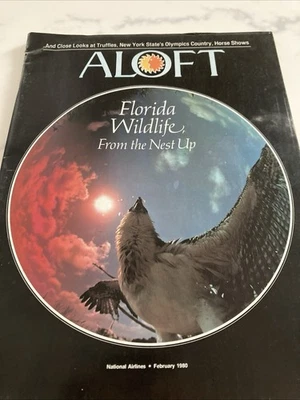 And Close Looks at Truffles, New York State's Olympics Country, Horse Shows
ALOFT
Florida
Wildlife,
From the Nest Up
National Airlines • February 1980